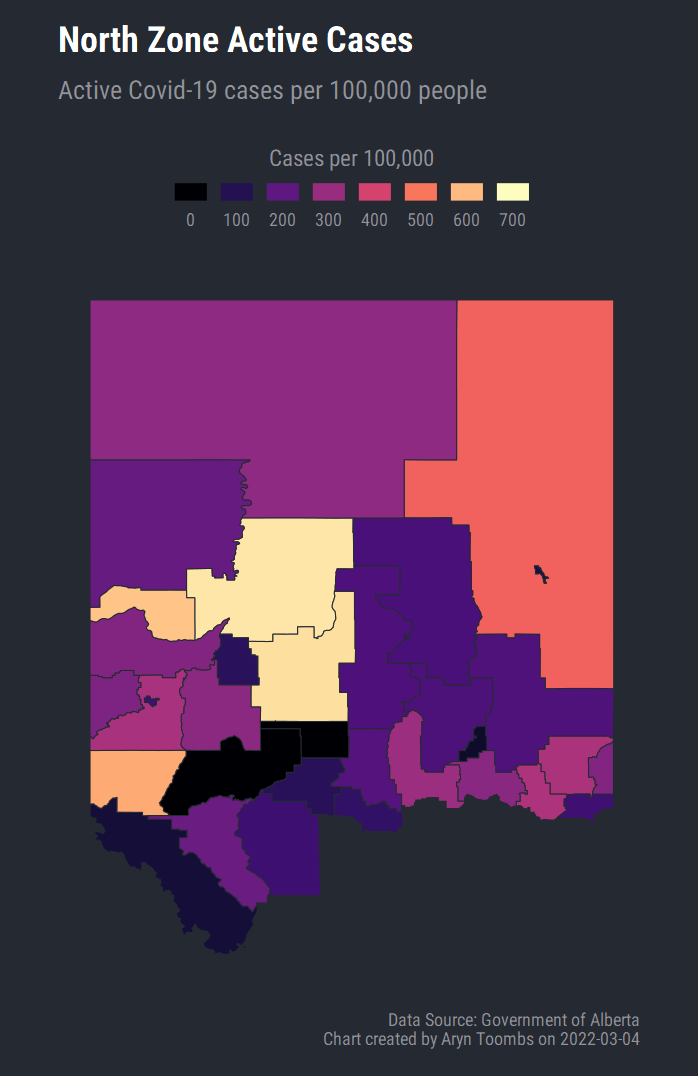 North Zone Active Cases
Active Covid-19 cases per 100,000 people
Cases per 100,000
0 100 200 300 400 500 600 700
Data Source: Government of Alberta
Chart created by Aryn Toombs on 2022-03-04